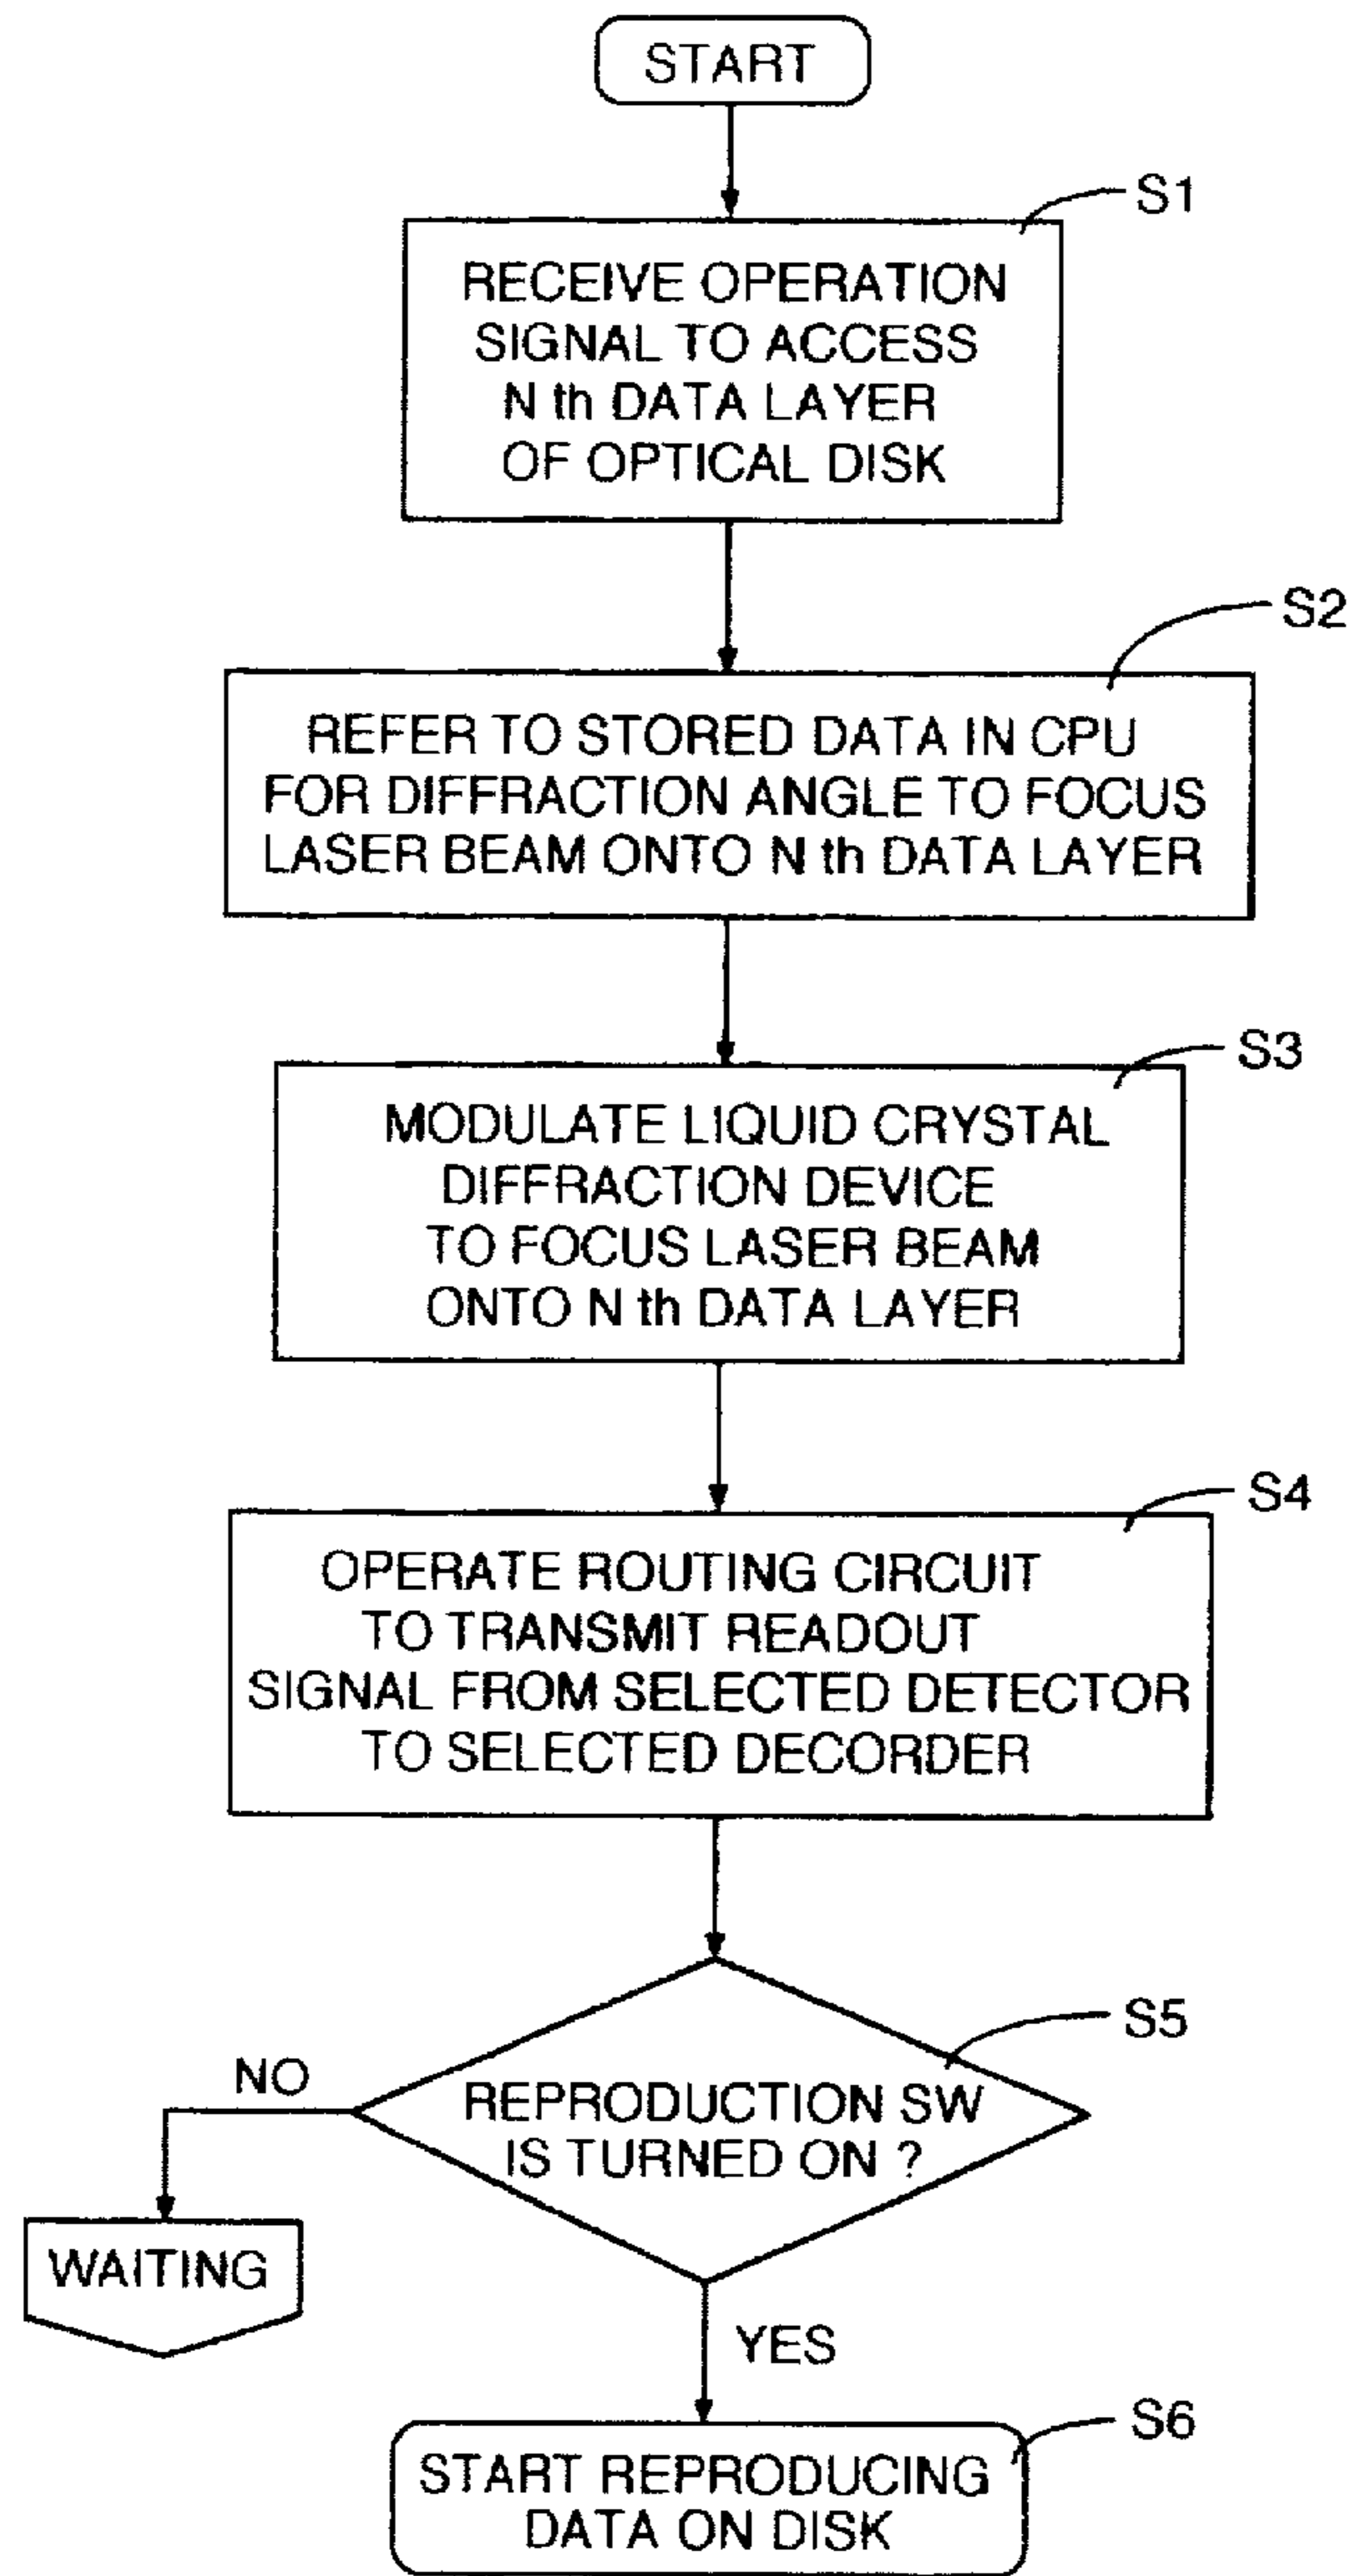 START
S1
RECEIVE OPERATION
SIGNAL TO ACCESS
N th DATA LAYER
OF OPTICAL DISK
S2
REFER TO STORED DATA IN CPU
FOR DIFFRACTION ANGLE TO FOCUS
LASER BEAM ONTO N th DATA LAYER
S3
MODULATE LIQUID CRYSTAL
DIFFRACTION DEVICE
TO FOCUS LASER BEAM
ONTO N th DATA LAYER
S4
OPERATE ROUTING CIRCUIT
TO TRANSMIT READOUT
SIGNAL FROM SELECTED DETECTOR
TO SELECTED DECORDER
S5
NO
REPRODUCTION SW
IS TURNED ON ?
WAITING
YES
S6
START REPRODUCING
DATA ON DISK